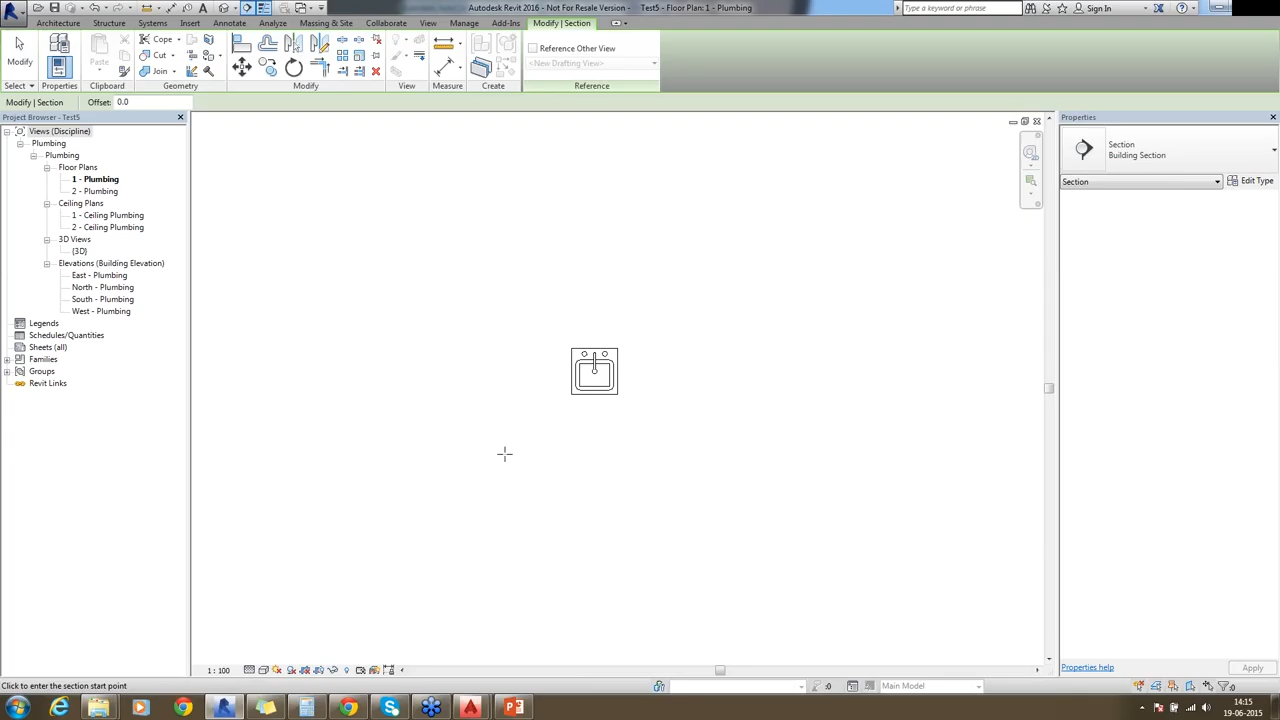 Autodesk Revit 2016 - Not For Resale Version - Test5 - Floor Plan: 1 - Plumbing
Type a keyword or phrase
Sign In
Architecture Structure Systems Insert Annotate Analyze Massing & Site Collaborate View Manage Add-Ins Modify | Section
Cope
Reference Other View
Modify Paste Cut <New Drafting View>
Join
Select Properties Clipboard Geometry Modify View Measure Create Reference
Modify | Section Offset: 0.0
Project Browser - Test5
Properties
Views (Discipline)
Plumbing
Plumbing
Floor Plans
1 - Plumbing
2 - Plumbing
Ceiling Plans
1 - Ceiling Plumbing
2 - Ceiling Plumbing
3D Views
{3D}
Elevations (Building Elevation)
East - Plumbing
North - Plumbing
South - Plumbing
West - Plumbing
Legends
Schedules/Quantities
Sheets (all)
Families
Groups
Revit Links
Section
Building Section
Section Edit Type
Properties help Apply
1 : 100
Click to enter the section start point
:0 Main Model :0
14:15
19-06-2015